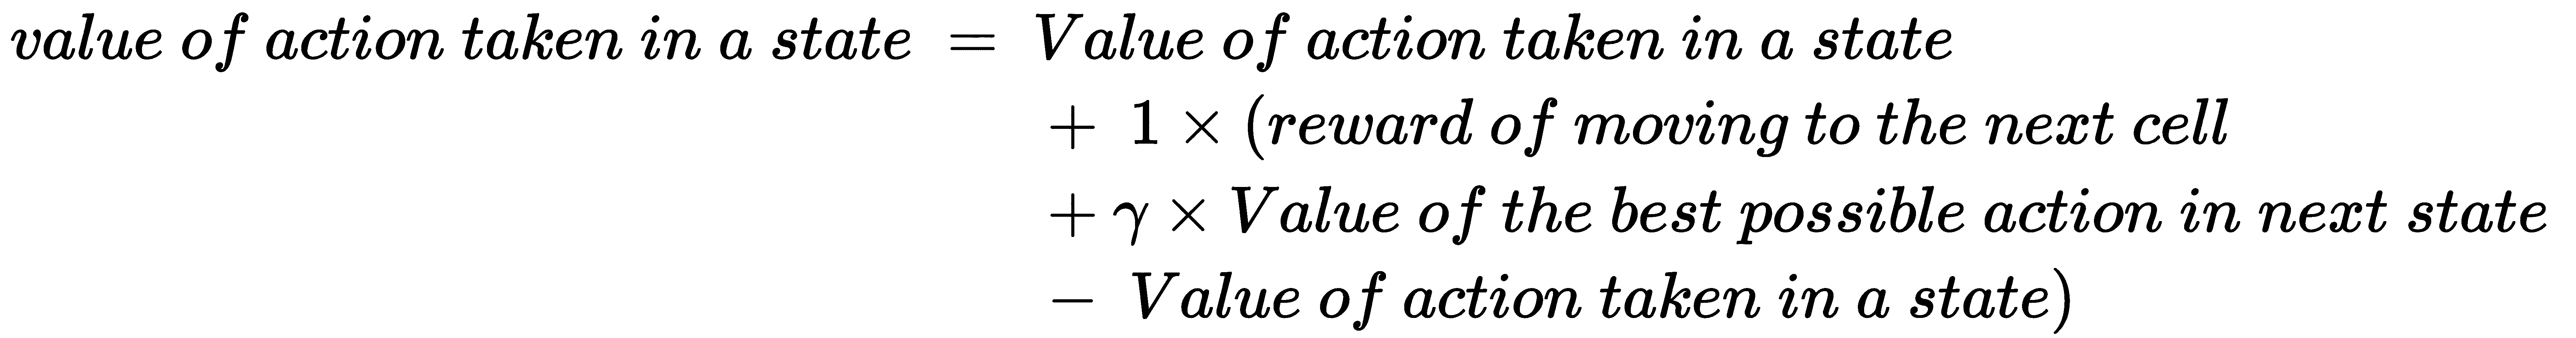 value of action taken in a state = Value of action taken in a state
+ 1 × (reward of moving to the next cell
+ γ × Value of the best possible action in next state
− Value of action taken in a state)